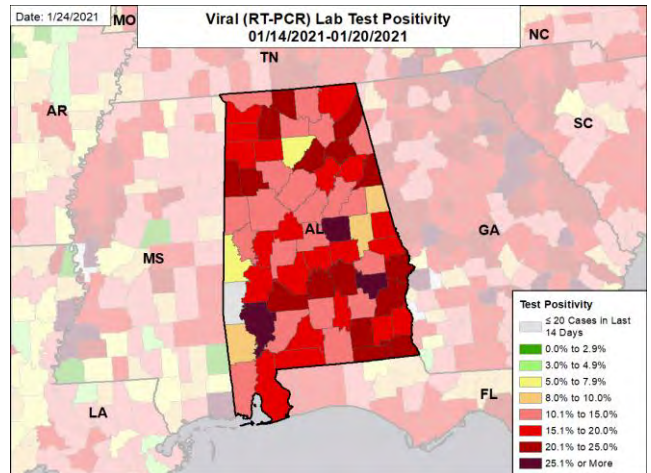 Date: 1/24/2021
Viral (RT-PCR) Lab Test Positivity
01/14/2021-01/20/2021
MO
NC
TN
AR
SC
AL
GA
MS
LA
FL
Test Positivity
≤ 20 Cases in Last
14 Days
0.0% to 2.9%
3.0% to 4.9%
5.0% to 7.9%
8.0% to 10.0%
10.1% to 15.0%
15.1% to 20.0%
20.1% to 25.0%
25.1% or More